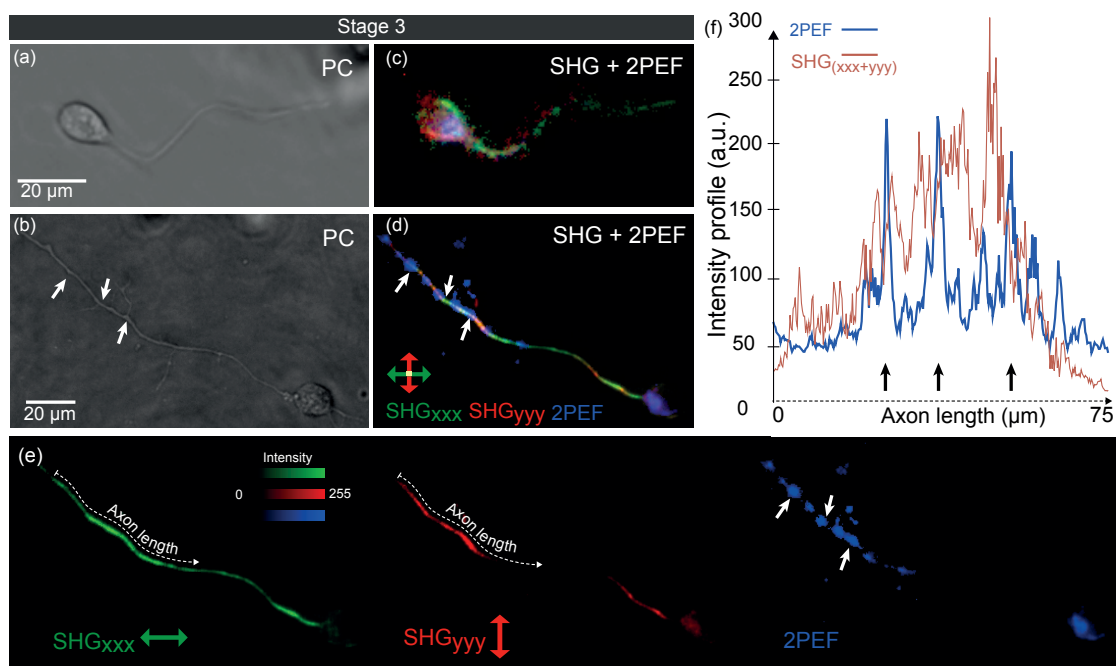 Stage 3
(a)
PC
20 µm
(c)
SHG + 2PEF
(b)
PC
20 µm
(d)
SHG + 2PEF
SHGxxx SHGyyy 2PEF
(f)
2PEF
SHG(xxx+yyy)
Intensity profile (a.u.)
300
250
200
150
100
50
0
0
Axon length (µm)
75
(e)
Intensity
0
255
Axon length
SHGxxx
Axon length
SHGyyy
2PEF